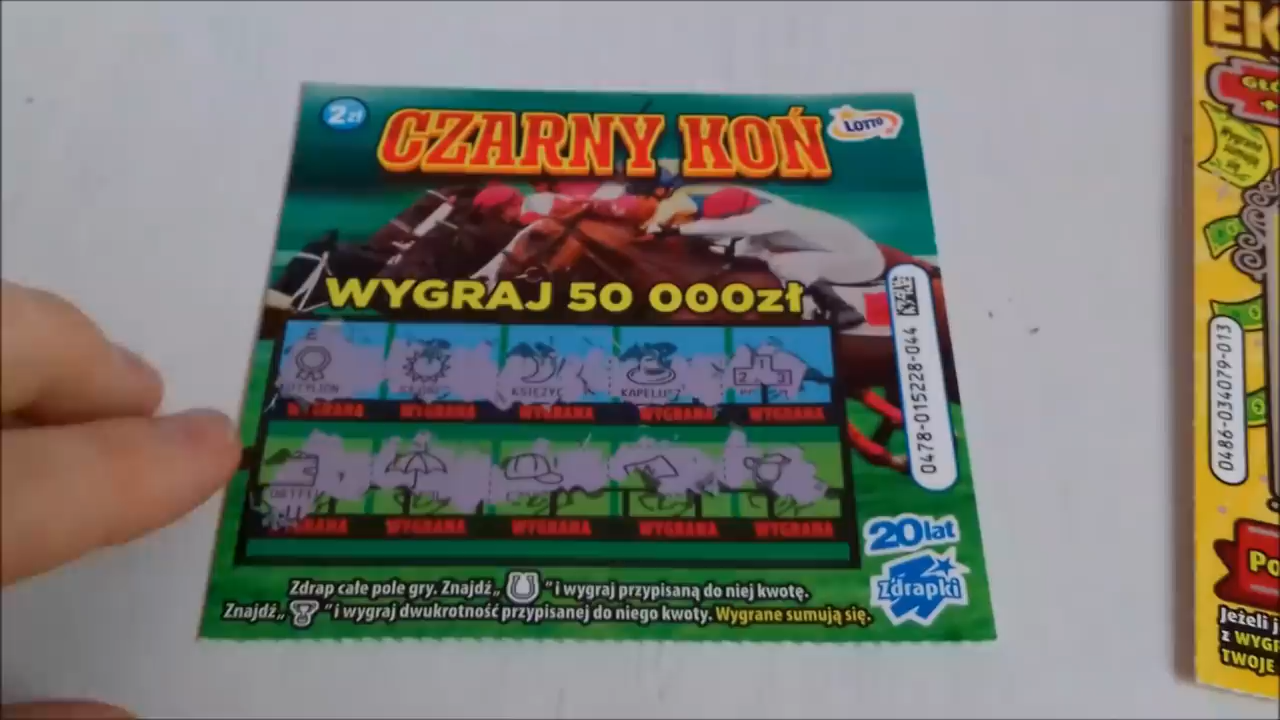 2zł
CZARNY KOŃ
LOTTO
WYGRAJ 50 000zł
KSIĘŻYC
KAPELUSZ
WYGRANA WYGRANA WYGRANA WYGRANA WYGRANA
WYGRANA WYGRANA WYGRANA WYGRANA
0478-015228-044
20lat
Zdrapki
Zdrap całe pole gry. Znajdź „ ” i wygraj przypisaną do niej kwotę.
Znajdź „ ” i wygraj dwukrotność przypisanej do niego kwoty. Wygrane sumują się.
EK
0486-034079-013
Po
Jeżeli j
z WYGR
TWOJE